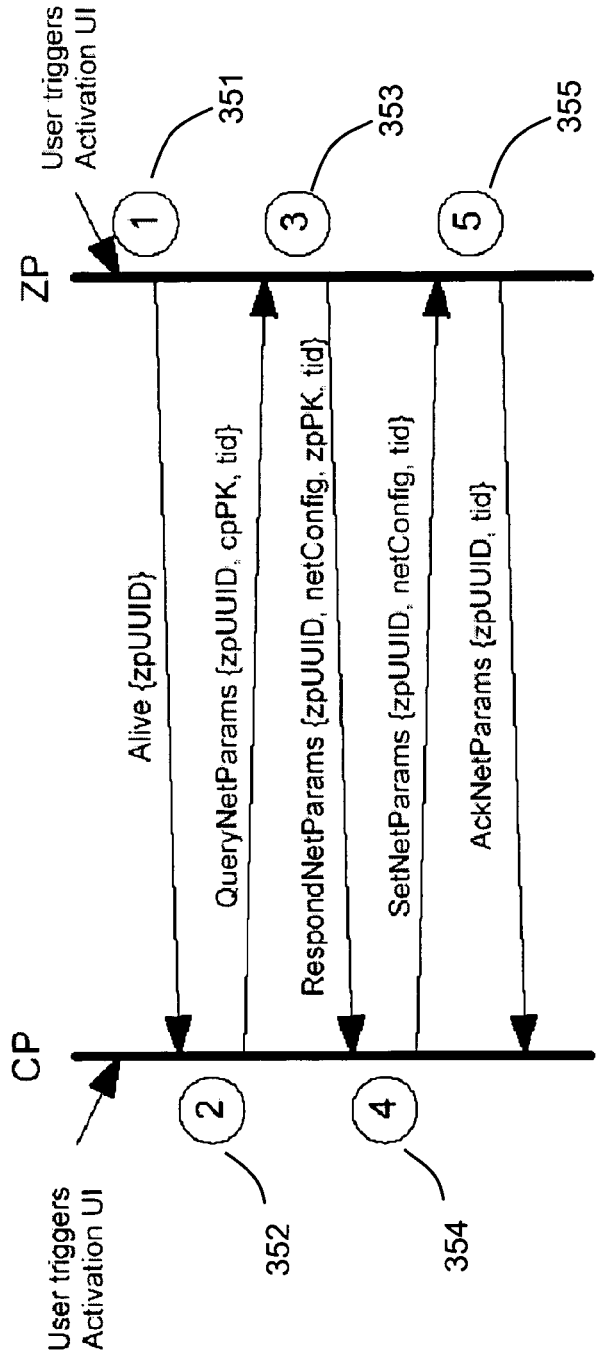 User triggers
Activation UI
CP
ZP
User triggers
Activation UI
Alive {zpUUID}
1
351
2
352
QueryNetParams {zpUUID, cpPK, tid}
3
353
RespondNetParams {zpUUID, netConfig, zpPK, tid}
4
354
SetNetParams {zpUUID, netConfig, tid}
5
355
AckNetParams {zpUUID, tid}